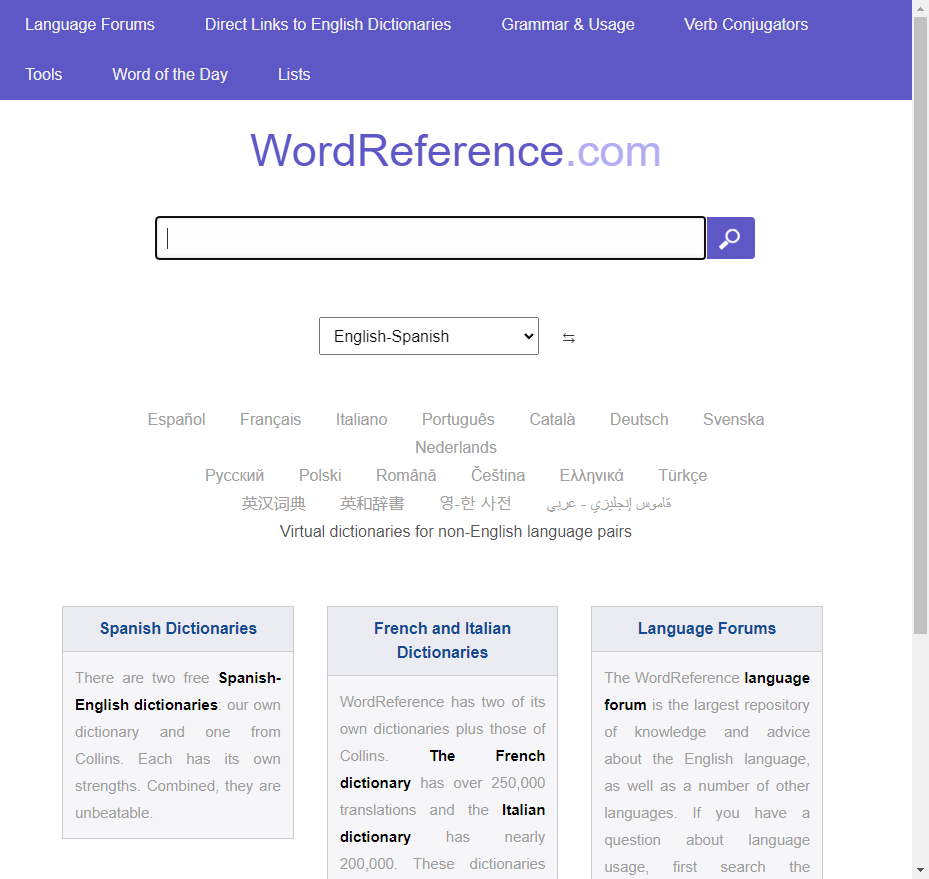 Language Forums Direct Links to English Dictionaries Grammar & Usage Verb Conjugators
Tools Word of the Day Lists
WordReference.com
English-Spanish ⇆
Español Français Italiano Português Català Deutsch Svenska
Nederlands
Русский Polski Română Čeština Ελληνικά Türkçe
英汉词典 英和辞書 영-한 사전 قاموس إنجليزي - عربي
Virtual dictionaries for non-English language pairs
Spanish Dictionaries
There are two free Spanish-
English dictionaries: our own
dictionary and one from
Collins. Each has its own
strengths. Combined, they are
unbeatable.
French and Italian
Dictionaries
WordReference has two of its
own dictionaries plus those of
Collins. The French
dictionary has over 250,000
translations and the Italian
dictionary has nearly
200,000. These dictionaries
Language Forums
The WordReference language
forum is the largest repository
of knowledge and advice
about the English language,
as well as a number of other
languages. If you have a
question about language
usage, first search the